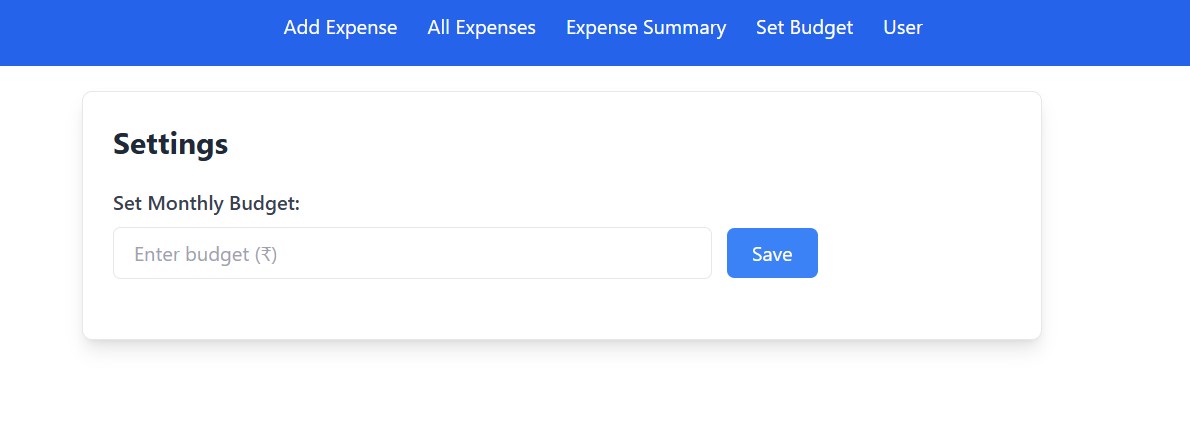 Add Expense All Expenses Expense Summary Set Budget User
Settings
Set Monthly Budget:
Enter budget (₹) Save